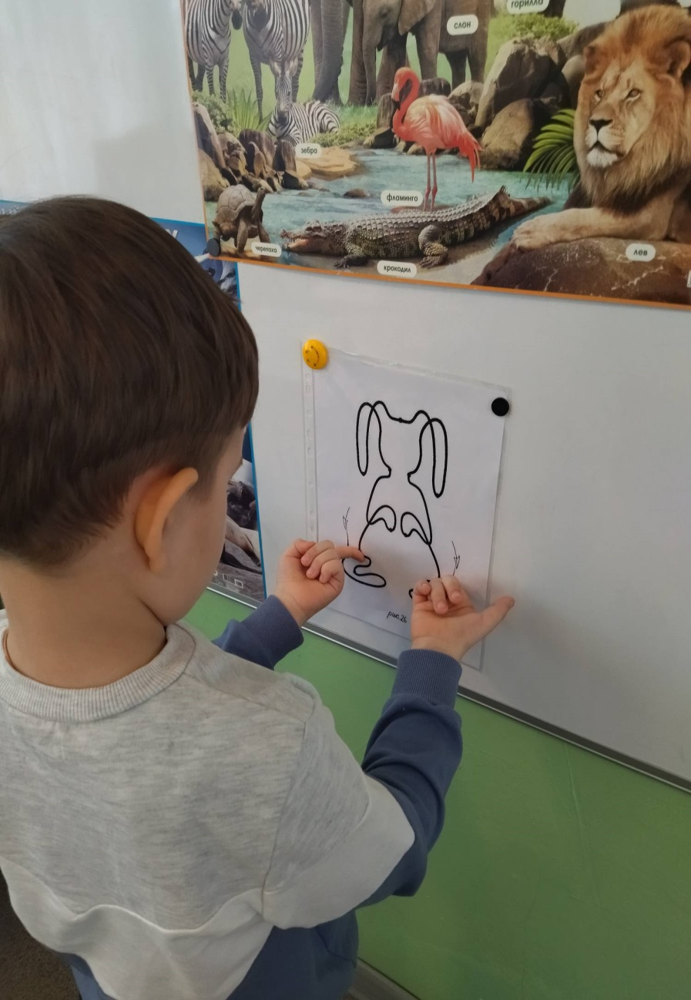 горилла
слон
зебра
фламинго
черепаха
лев
крокодил
рис.26